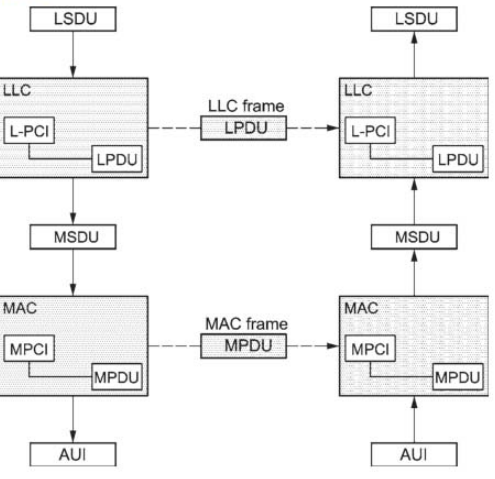 LSDU
LSDU
LLC
LLC
LLC frame
L-PCI
LPDU
L-PCI
LPDU
LPDU
MSDU
MSDU
MAC
MAC
MAC frame
MPCI
MPDU
MPCI
MPDU
MPDU
AUI
AUI